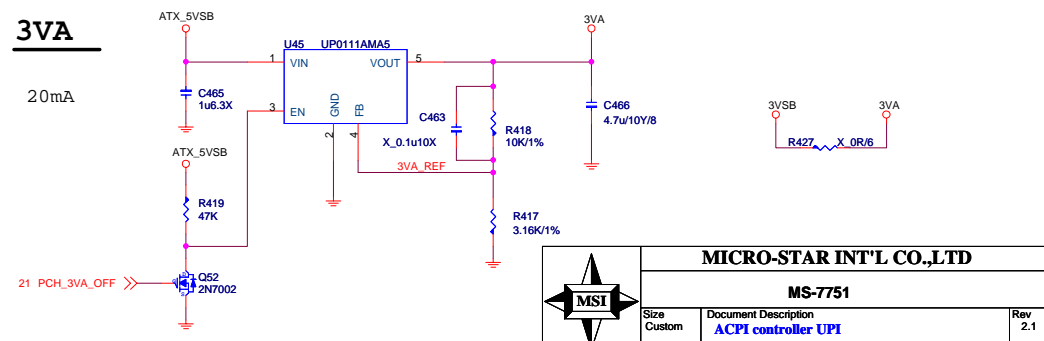 3VA
20mA
ATX_5VSB
U45 UP0111AMA5
1 VIN
VOUT 5
3 EN
GND
FB
2
4
C465
1u6.3X
ATX_5VSB
R419
47K
21 PCH_3VA_OFF
Q52
2N7002
C463
X_0.1u10X
3VA_REF
R418
10K/1%
R417
3.16K/1%
3VA
C466
4.7u/10Y/8
3VSB
3VA
R427 X_0R/6
MSI
MICRO-STAR INT'L CO.,LTD
MS-7751
Size
Custom
Document Description
ACPI controller UPI
Rev
2.1